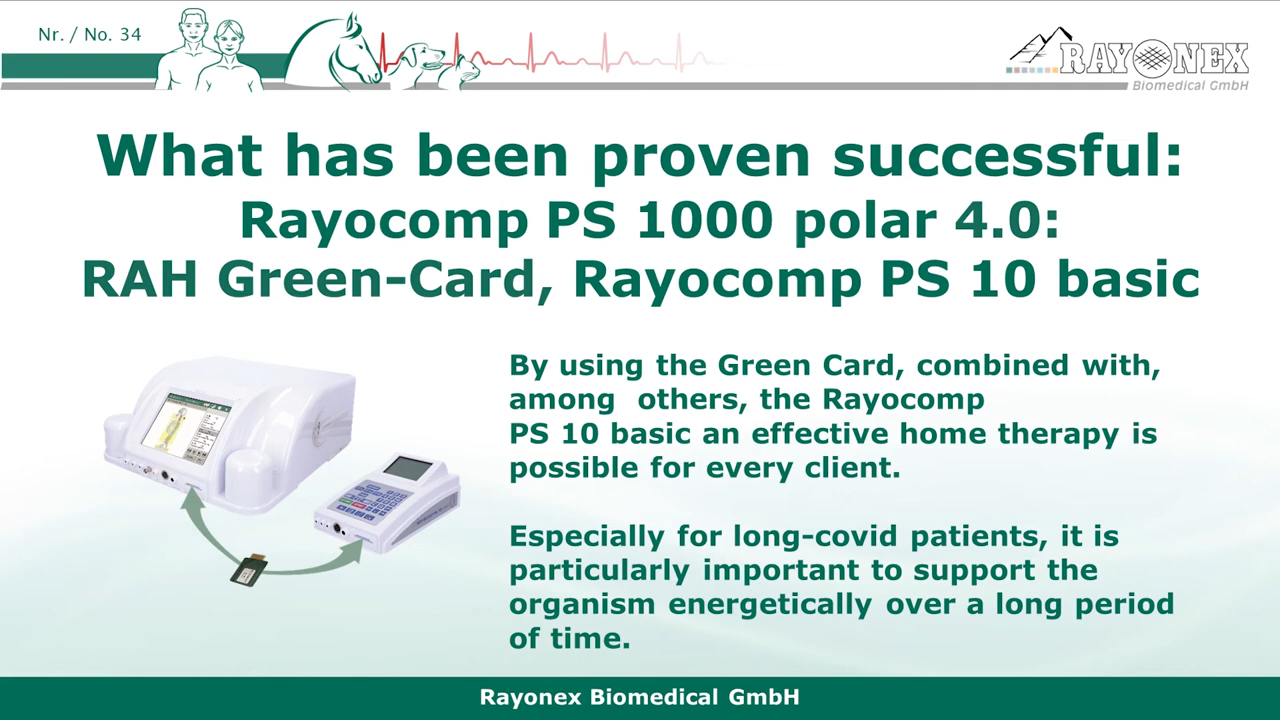 Nr. / No. 34
RAYONEX
Biomedical GmbH
What has been proven successful:
Rayocomp PS 1000 polar 4.0:
RAH Green-Card, Rayocomp PS 10 basic
By using the Green Card, combined with,
among others, the Rayocomp
PS 10 basic an effective home therapy is
possible for every client.
Especially for long-covid patients, it is
particularly important to support the
organism energetically over a long period
of time.
Rayonex Biomedical GmbH